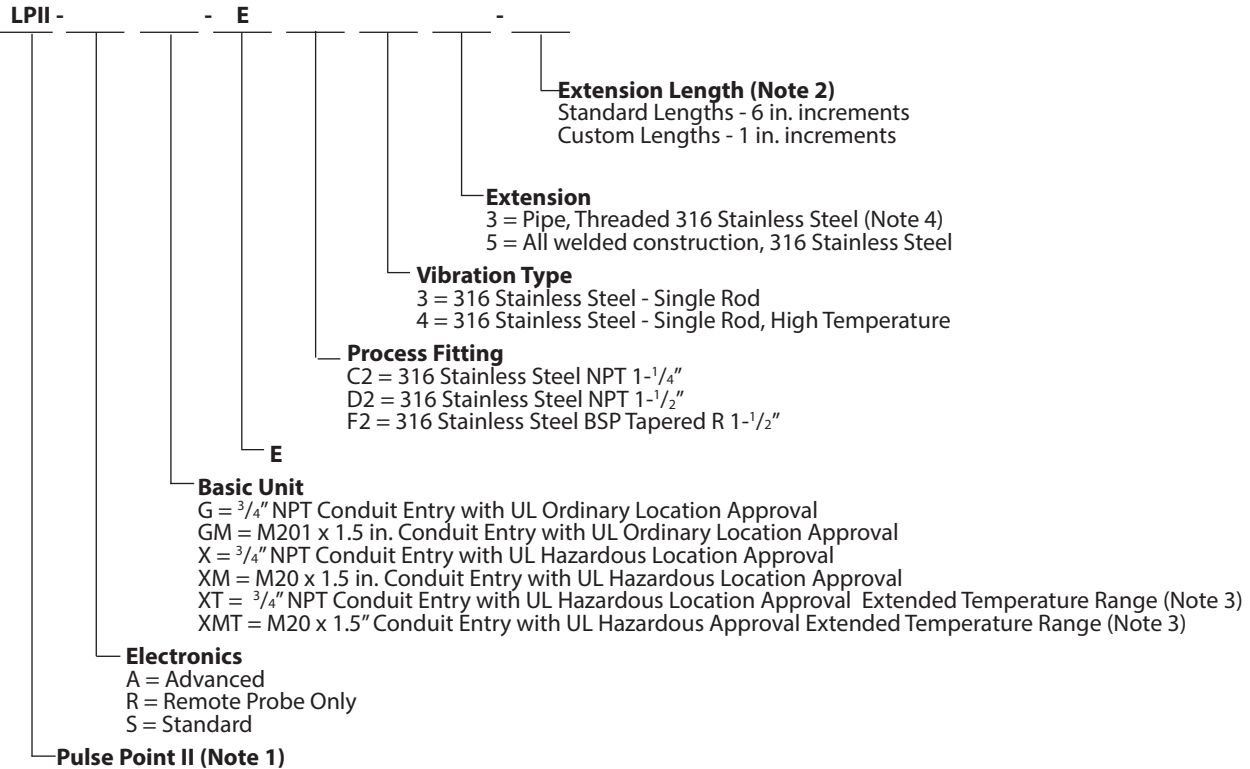 LPII - - E -
Extension Length (Note 2)
Standard Lengths - 6 in. increments
Custom Lengths - 1 in. increments
Extension
3 = Pipe, Threaded 316 Stainless Steel (Note 4)
5 = All welded construction, 316 Stainless Steel
Vibration Type
3 = 316 Stainless Steel - Single Rod
4 = 316 Stainless Steel - Single Rod, High Temperature
Process Fitting
C2 = 316 Stainless Steel NPT 1-1/4”
D2 = 316 Stainless Steel NPT 1-1/2”
F2 = 316 Stainless Steel BSP Tapered R 1-1/2”
E
Basic Unit
G = 3/4” NPT Conduit Entry with UL Ordinary Location Approval
GM = M201 x 1.5 in. Conduit Entry with UL Ordinary Location Approval
X = 3/4” NPT Conduit Entry with UL Hazardous Location Approval
XM = M20 x 1.5 in. Conduit Entry with UL Hazardous Location Approval
XT = 3/4” NPT Conduit Entry with UL Hazardous Location Approval Extended Temperature Range (Note 3)
XMT = M20 x 1.5” Conduit Entry with UL Hazardous Approval Extended Temperature Range (Note 3)
Electronics
A = Advanced
R = Remote Probe Only
S = Standard
Pulse Point II (Note 1)